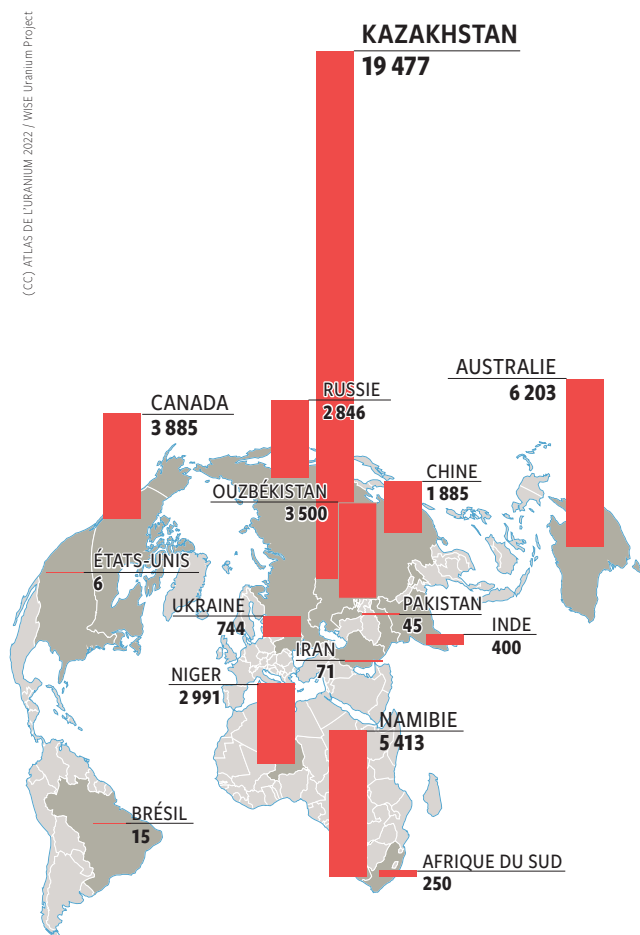 (CC) ATLAS DE L'URANIUM 2022 / WISE Uranium Project
KAZAKHSTAN
19 477
AUSTRALIE
6 203
RUSSIE
2 846
CANADA
3 885
CHINE
1 885
OUZBÉKISTAN
3 500
ÉTATS-UNIS
6
UKRAINE
744
PAKISTAN
45
INDE
400
IRAN
71
NIGER
2 991
NAMIBIE
5 413
BRÉSIL
15
AFRIQUE DU SUD
250